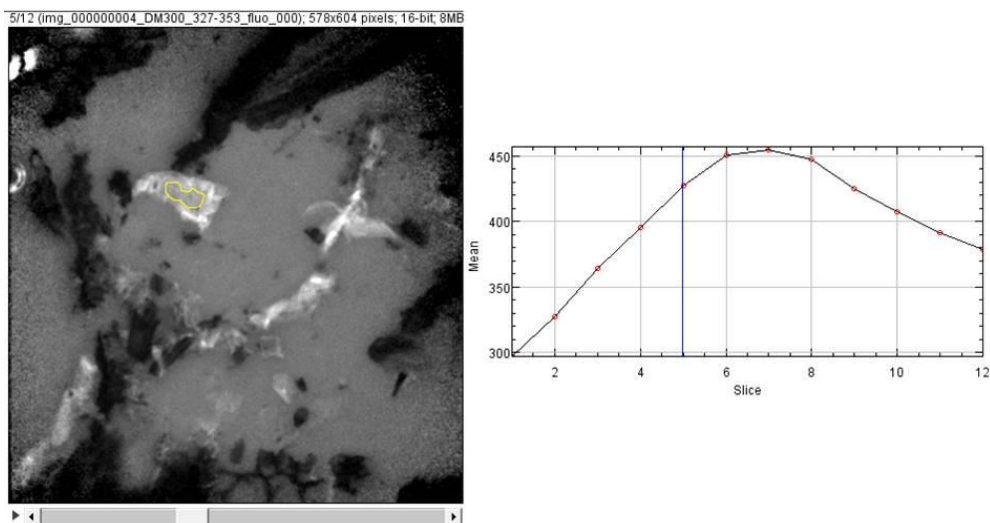 5/12 (img_000000004_DM300_327-353_fluo_000); 578x604 pixels; 16-bit; 8MB
450
400
350
300
Mean
2 4 6 8 10 12
Slice